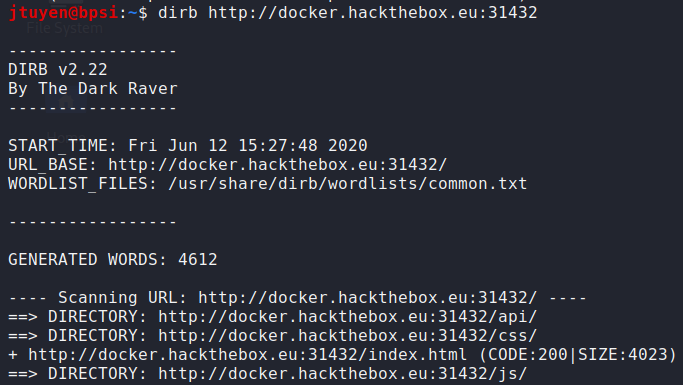 jtuyen@bpsi:~$ dirb http://docker.hackthebox.eu:31432
File System
-----------------
DIRB v2.22
By The Dark Raver
-----------------
START_TIME: Fri Jun 12 15:27:48 2020
URL_BASE: http://docker.hackthebox.eu:31432/
WORDLIST_FILES: /usr/share/dirb/wordlists/common.txt
-----------------
GENERATED WORDS: 4612
---- Scanning URL: http://docker.hackthebox.eu:31432/ ----
==> DIRECTORY: http://docker.hackthebox.eu:31432/api/
==> DIRECTORY: http://docker.hackthebox.eu:31432/css/
+ http://docker.hackthebox.eu:31432/index.html (CODE:200|SIZE:4023)
==> DIRECTORY: http://docker.hackthebox.eu:31432/js/